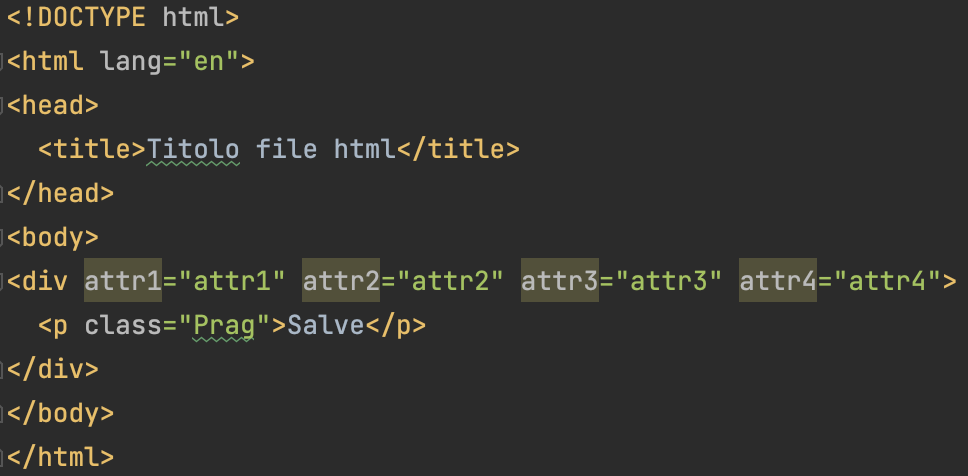 <!DOCTYPE html>
<html lang="en">
<head>
  <title>Titolo file html</title>
</head>
<body>
<div attr1="attr1" attr2="attr2" attr3="attr3" attr4="attr4">
  <p class="Prag">Salve</p>
</div>
</body>
</html>